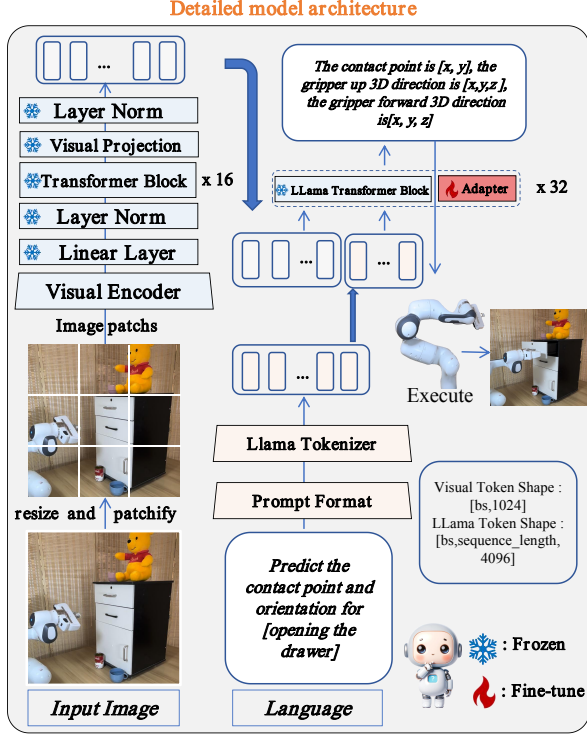 Detailed model architecture
...
Layer Norm
Visual Projection
Transformer Block
x 16
Layer Norm
Linear Layer
Visual Encoder
Image patchs
resize and patchify
Input Image
The contact point is [x, y], the
gripper up 3D direction is [x,y,z ],
the gripper forward 3D direction
is[x, y, z]
LLama Transformer Block
Adapter
x 32
...
...
...
Llama Tokenizer
Prompt Format
Predict the
contact point and
orientation for
[opening the
drawer]
Language
Execute
Visual Token Shape :
[bs,1024]
LLama Token Shape :
[bs,sequence_length,
4096]
: Frozen
: Fine-tune